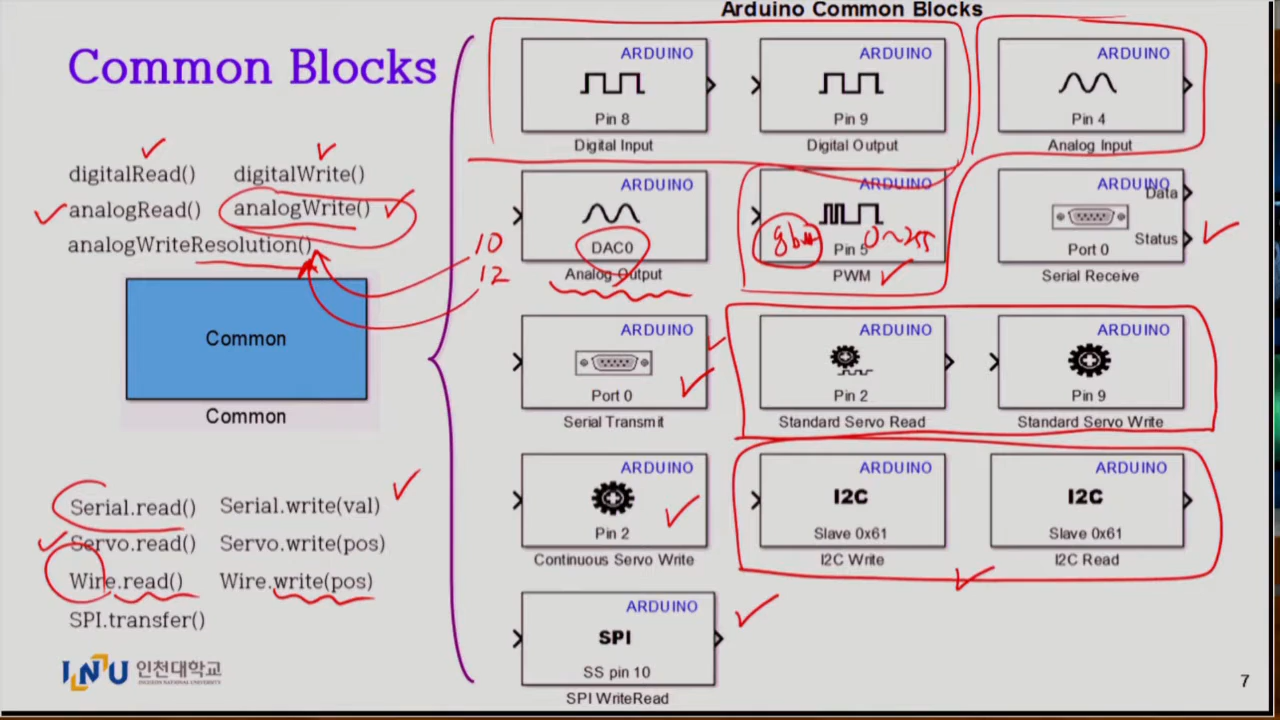 Arduino Common Blocks
Common Blocks
digitalRead() digitalWrite()
analogRead() analogWrite()
analogWriteResolution()
10
12
Common
Common
Serial.read() Serial.write(val)
Servo.read() Servo.write(pos)
Wire.read() Wire.write(pos)
SPI.transfer()
INU 인천대학교
INCHEON NATIONAL UNIVERSITY
ARDUINO
Pin 8
Digital Input
ARDUINO
Pin 9
Digital Output
ARDUINO
Pin 4
Analog Input
ARDUINO
DAC0
Analog Output
ARDUINO
8bit 0~255
Pin 5
PWM
ARDUINO
Data
Status
Port 0
Serial Receive
ARDUINO
Port 0
Serial Transmit
ARDUINO
Pin 2
Standard Servo Read
ARDUINO
Pin 9
Standard Servo Write
ARDUINO
Pin 2
Continuous Servo Write
ARDUINO
I2C
Slave 0x61
I2C Write
ARDUINO
I2C
Slave 0x61
I2C Read
ARDUINO
SPI
SS pin 10
SPI WriteRead
7